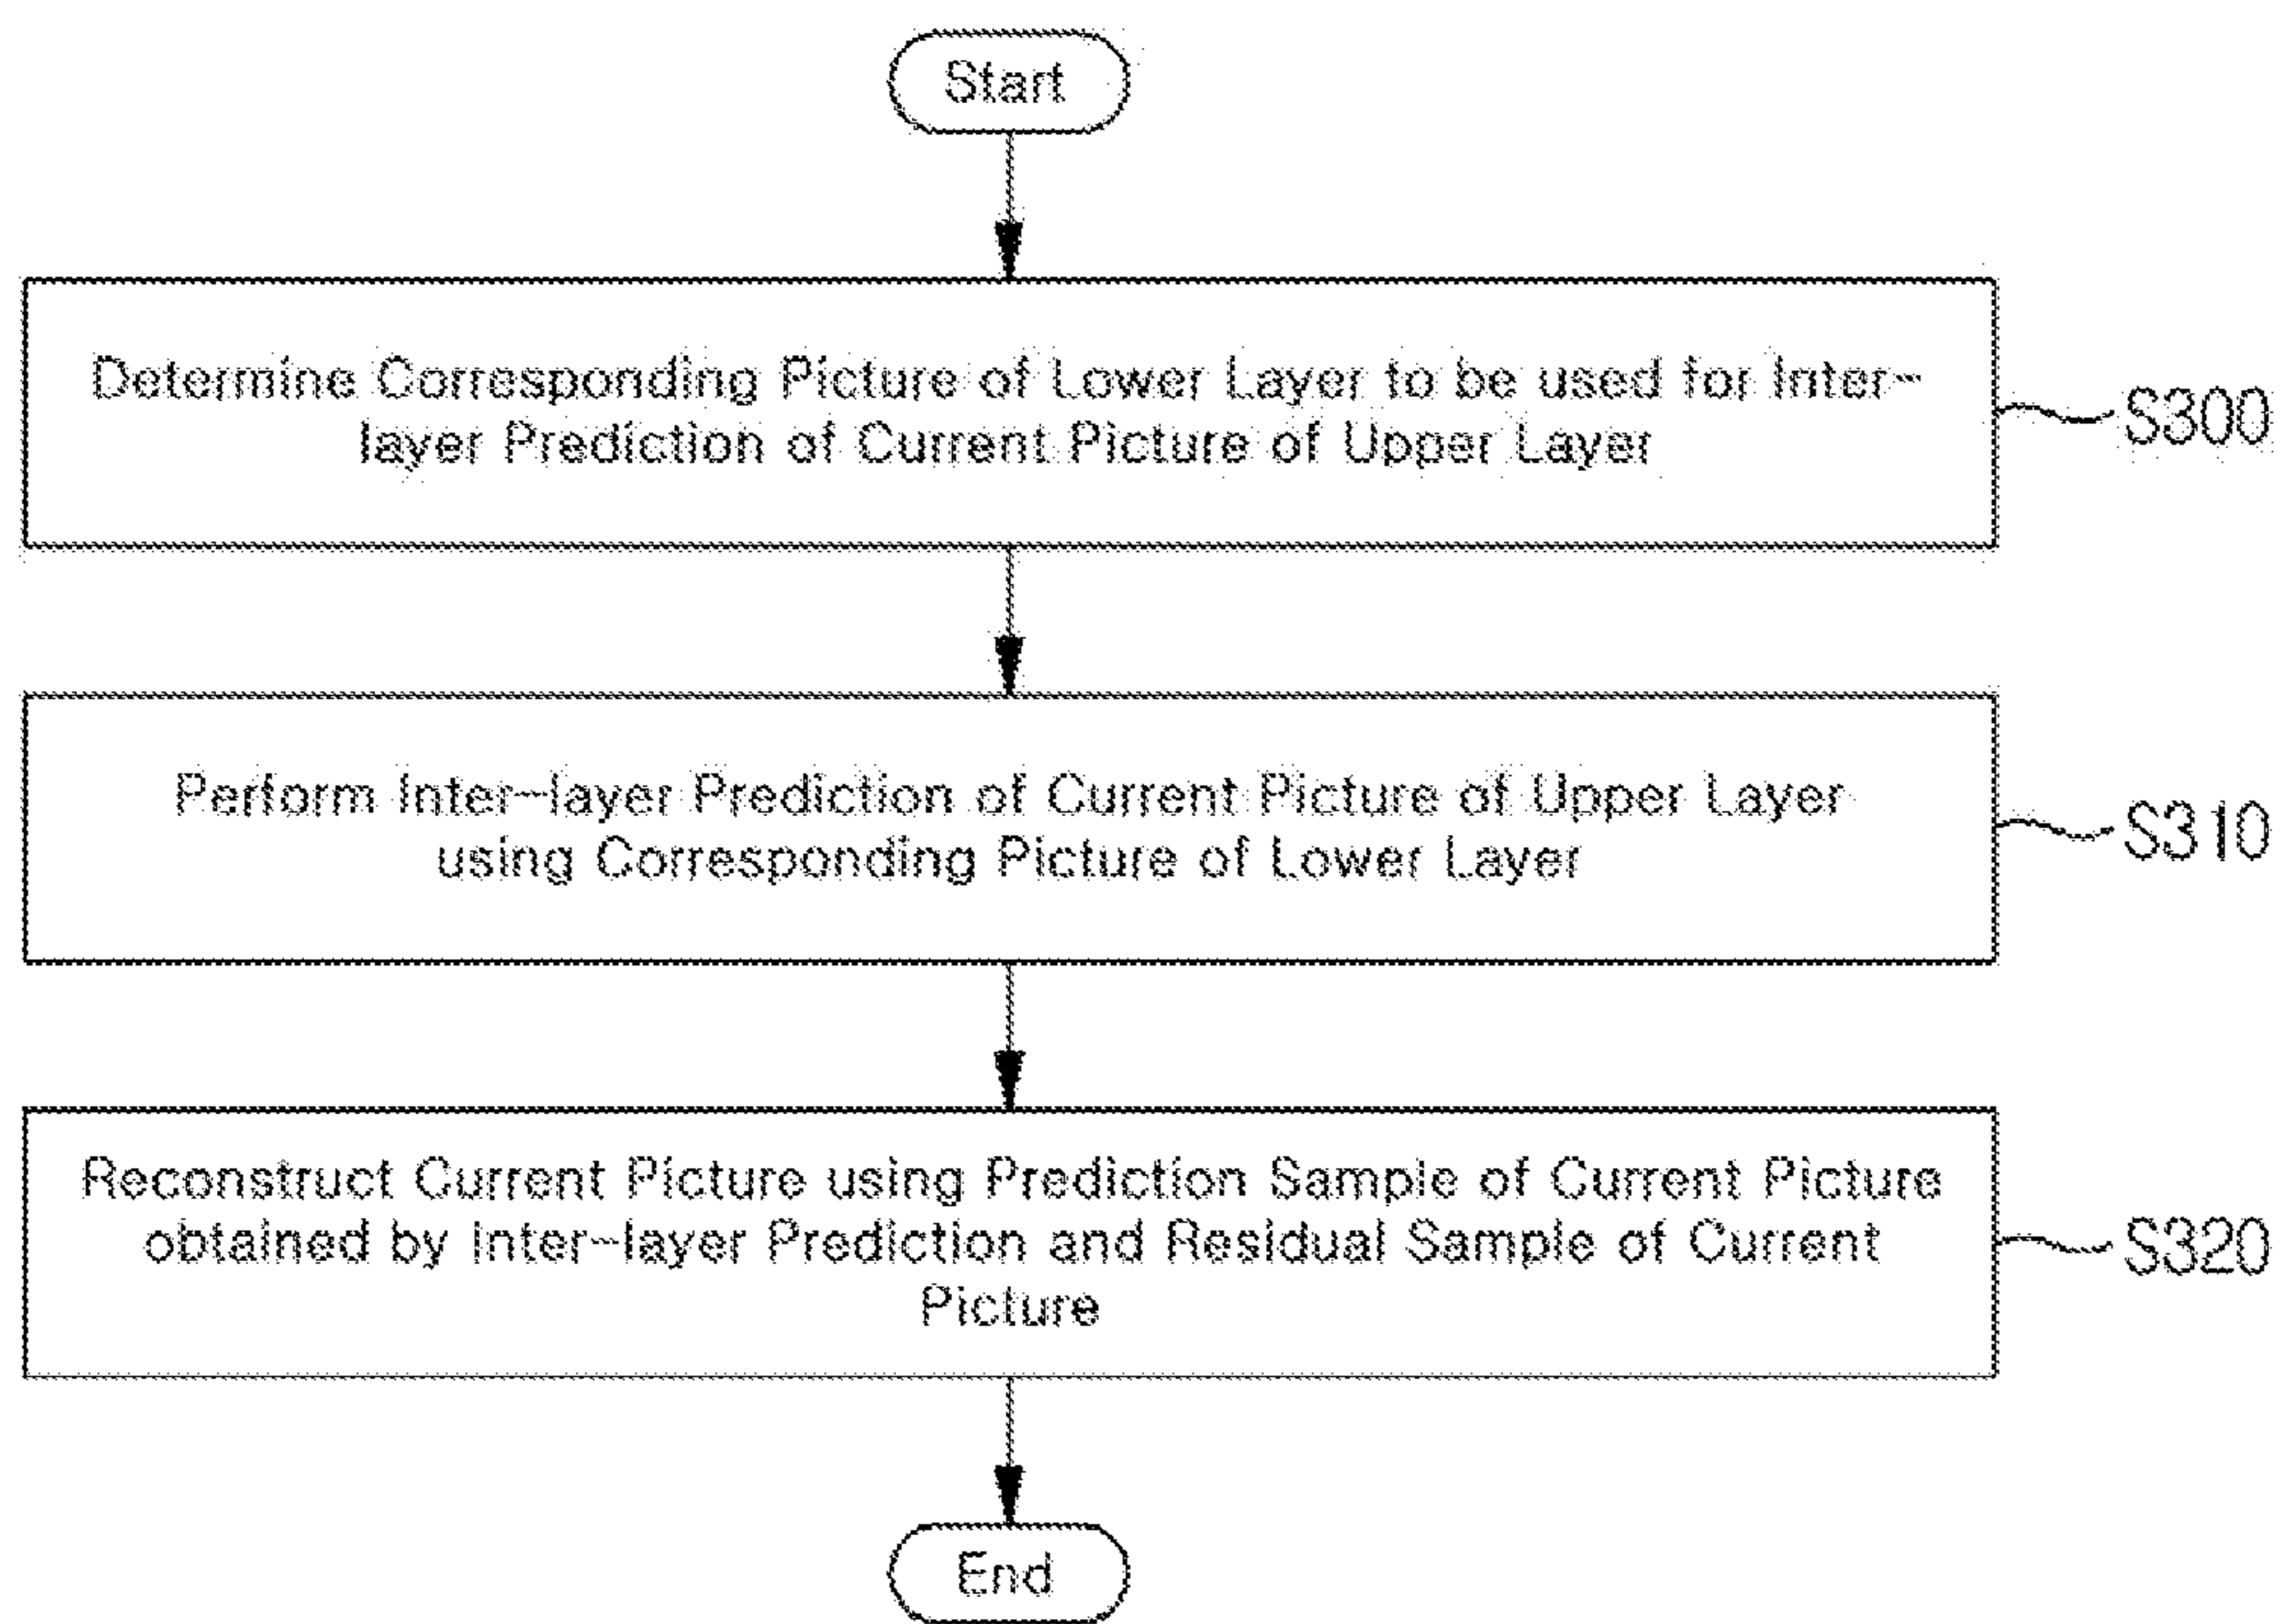 Start
Determine Corresponding Picture of Lower Layer to be used for Inter-
layer Prediction of Current Picture of Upper Layer
S300
Perform Inter-layer Prediction of Current Picture of Upper Layer
using Corresponding Picture of Lower Layer
S310
Reconstruct Current Picture using Prediction Sample of Current Picture
obtained by Inter-layer Prediction and Residual Sample of Current
Picture
S320
End